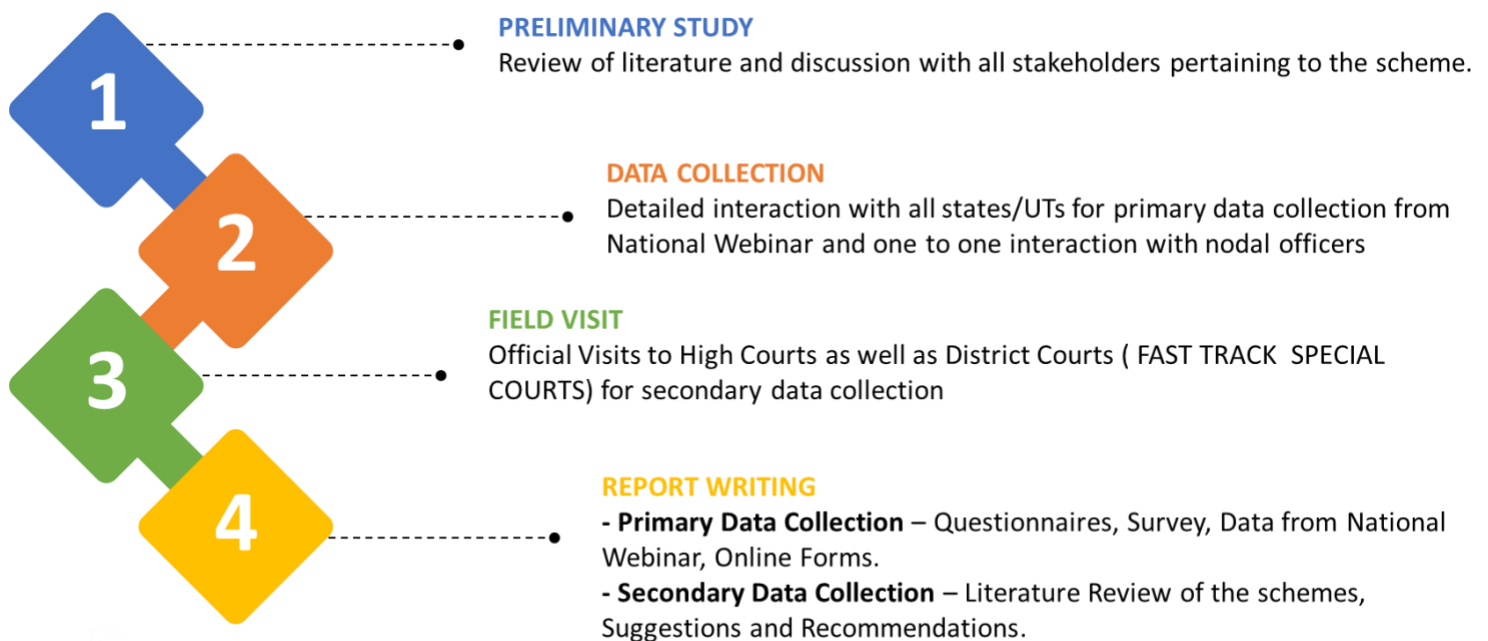 1
PRELIMINARY STUDY
Review of literature and discussion with all stakeholders pertaining to the scheme.
2
DATA COLLECTION
Detailed interaction with all states/UTs for primary data collection from
National Webinar and one to one interaction with nodal officers
3
FIELD VISIT
Official Visits to High Courts as well as District Courts ( FAST TRACK SPECIAL
COURTS) for secondary data collection
4
REPORT WRITING
- Primary Data Collection – Questionnaires, Survey, Data from National
Webinar, Online Forms.
- Secondary Data Collection – Literature Review of the schemes,
Suggestions and Recommendations.